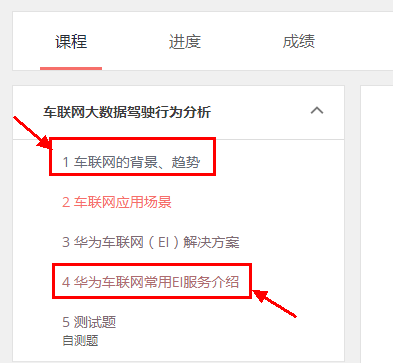 课程 进度 成绩
车联网大数据驾驶行为分析
1 车联网的背景、趋势
2 车联网应用场景
3 华为车联网（EI）解决方案
4 华为车联网常用EI服务介绍
5 测试题
自测题